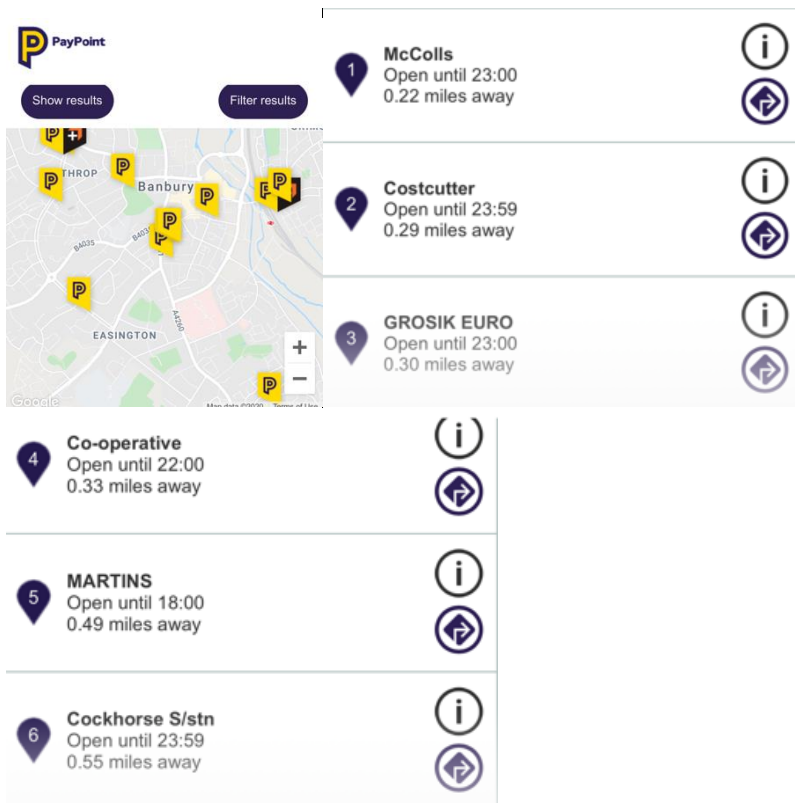 PayPoint
Show results
Filter results
THROP
Banbury
B4035
EASINGTON
A4260
+
−
Google
Map data ©2020 Terms of Use
1
McColls
Open until 23:00
0.22 miles away
i
2
Costcutter
Open until 23:59
0.29 miles away
i
3
GROSIK EURO
Open until 23:00
0.30 miles away
i
4
Co-operative
Open until 22:00
0.33 miles away
i
5
MARTINS
Open until 18:00
0.49 miles away
i
6
Cockhorse S/stn
Open until 23:59
0.55 miles away
i